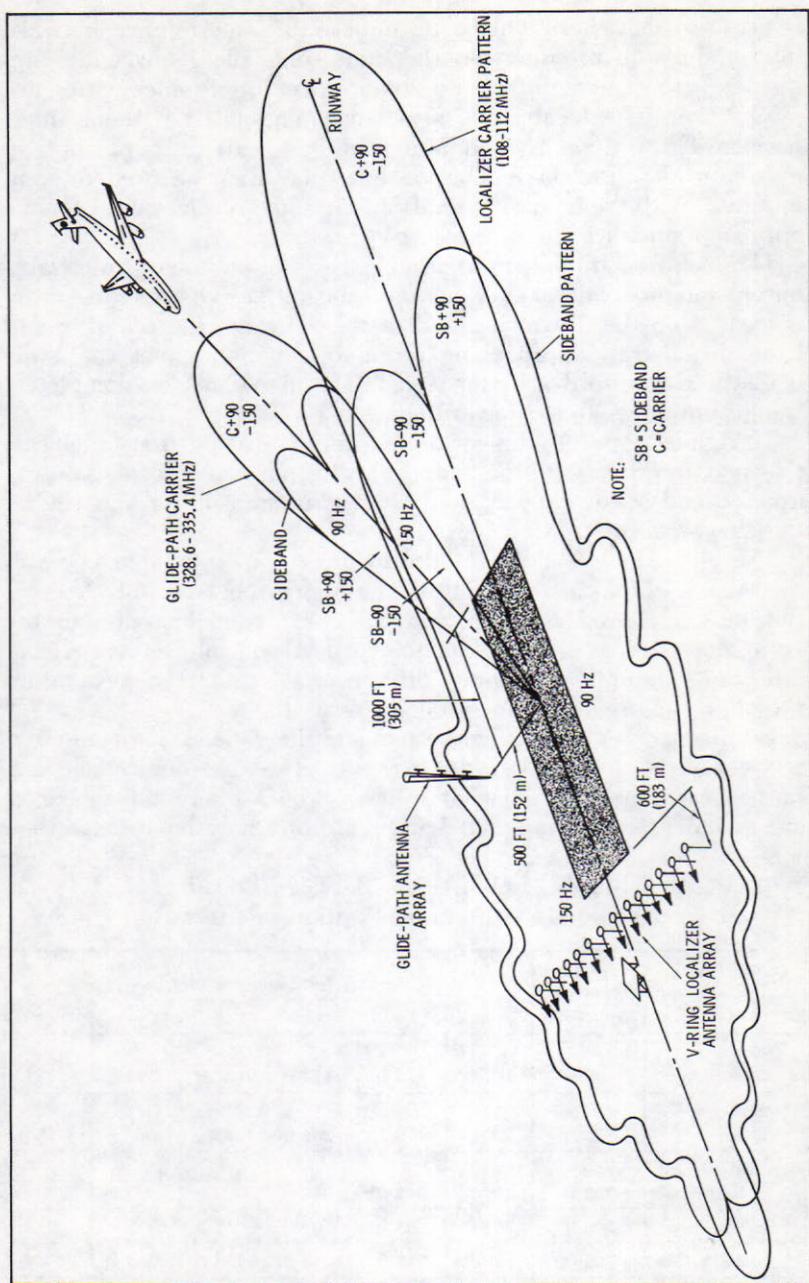 GLIDE-PATH CARRIER
(328.6 - 335.4 MHz)
C+90
-150
SIDEBAND
90 Hz
SB+90
+150
150 Hz
SB-90
-150
SB-90
-150
C+90
-150
RUNWAY
℄
LOCALIZER CARRIER PATTERN
(108-112 MHz)
SB+90
+150
SIDEBAND PATTERN
1000 FT
(305 m)
GLIDE-PATH ANTENNA
ARRAY
500 FT (152 m)
150 Hz
90 Hz
600 FT
(183 m)
V-RING LOCALIZER
ANTENNA ARRAY
NOTE:
SB=SIDEBAND
C=CARRIER